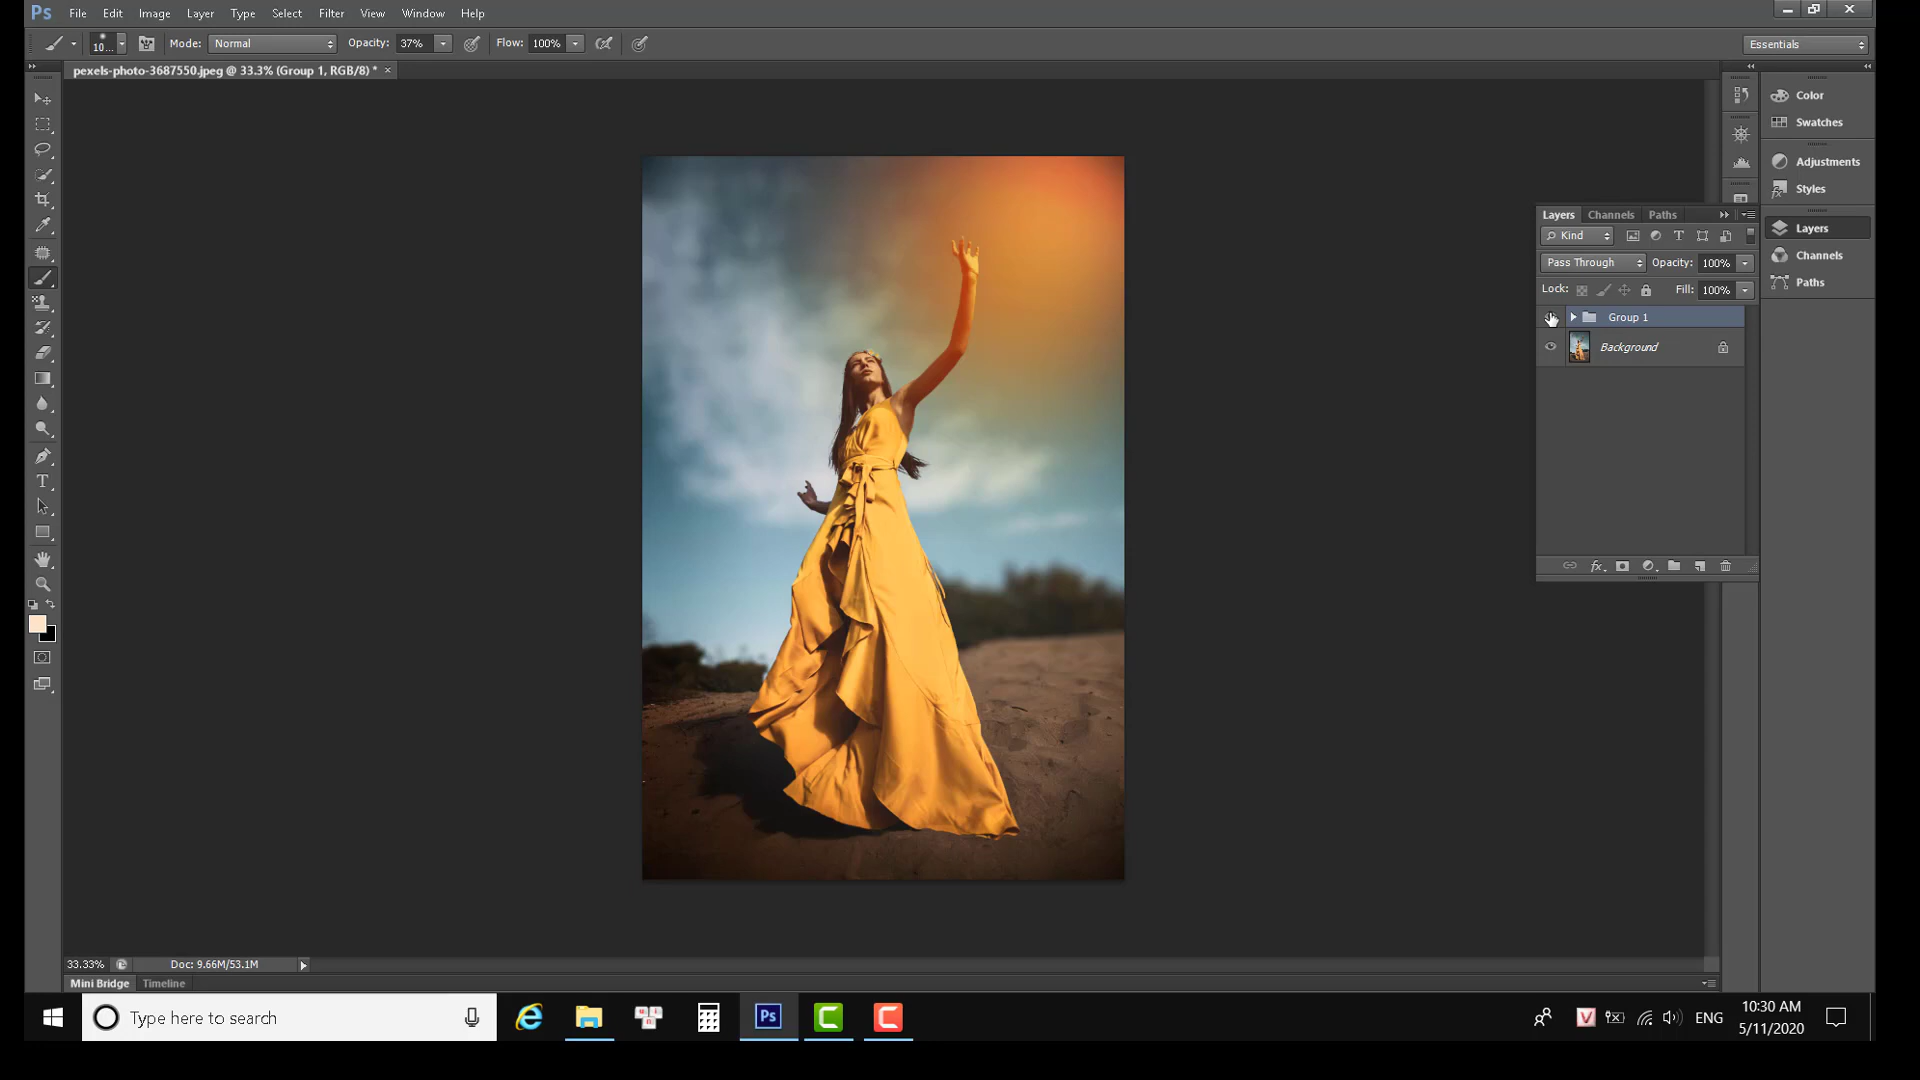 Ps File Edit Image Layer Type Select Filter View Window Help
10... Mode: Normal Opacity: 37% Flow: 100% Essentials
pexels-photo-3687550.jpeg @ 33.3% (Group 1, RGB/8) * ×
Color
Swatches
Adjustments
Styles
Layers
Channels
Paths
Layers Channels Paths
Kind
Pass Through Opacity: 100%
Lock: Fill: 100%
Group 1
Background
33.33% Doc: 9.66M/53.1M
Mini Bridge Timeline
Type here to search
Ps
ENG
10:30 AM
5/11/2020